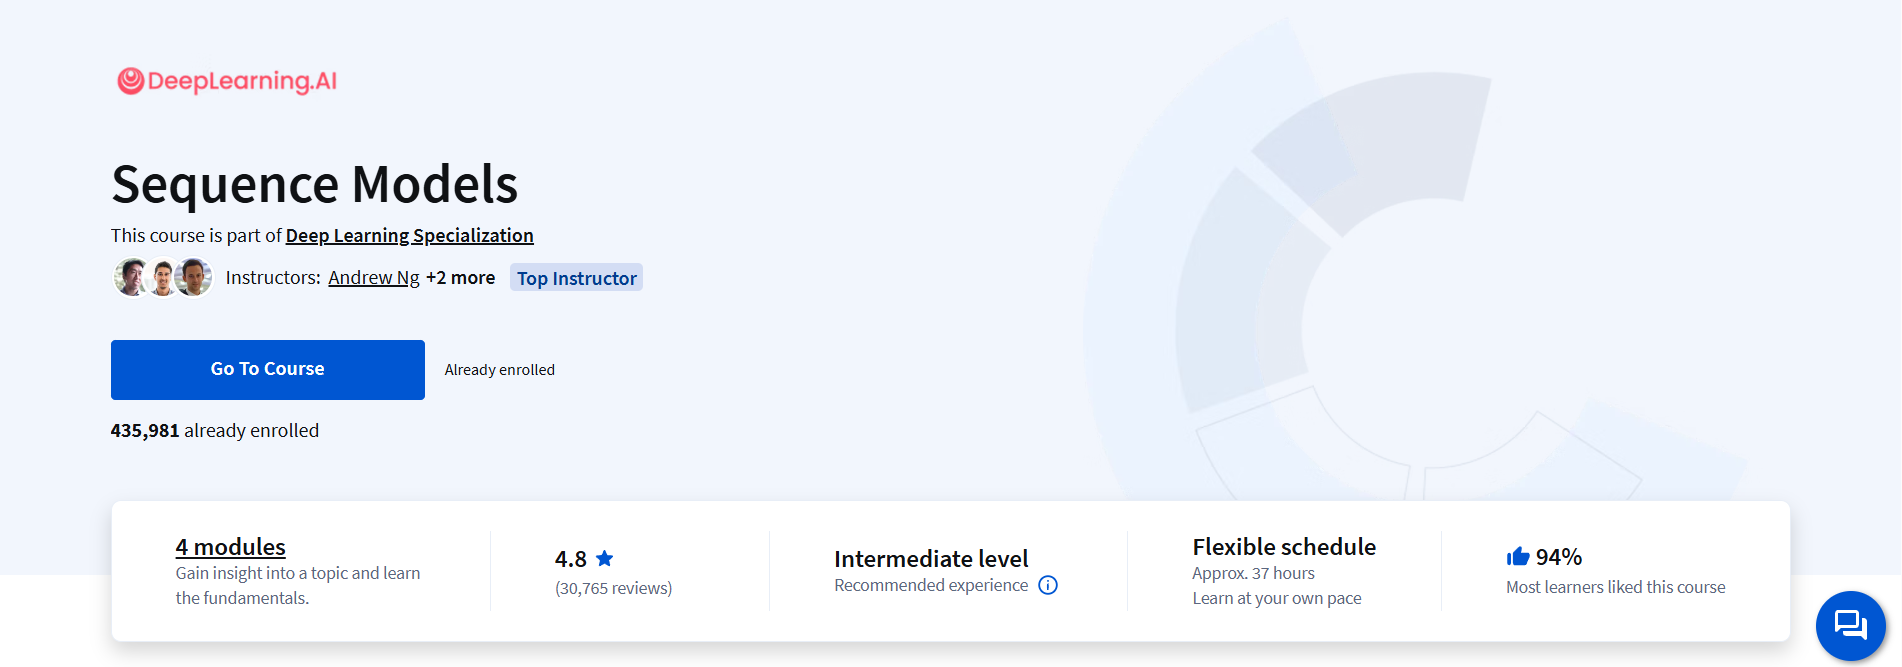 DeepLearning.AI
Sequence Models
This course is part of Deep Learning Specialization
Instructors: Andrew Ng +2 more Top Instructor
Go To Course Already enrolled
435,981 already enrolled
4 modules
Gain insight into a topic and learn
the fundamentals.
4.8
(30,765 reviews)
Intermediate level
Recommended experience
Flexible schedule
Approx. 37 hours
Learn at your own pace
94%
Most learners liked this course